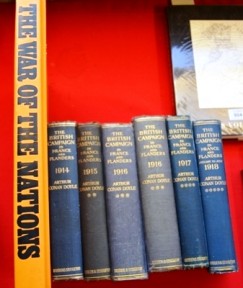 THE WAR OF THE NATIONS
THE BRITISH
CAMPAIGN
IN
FRANCE
AND
FLANDERS
1914
ARTHUR
CONAN DOYLE
THE BRITISH
CAMPAIGN
IN
FRANCE
AND
FLANDERS
1915
ARTHUR
CONAN DOYLE
THE BRITISH
CAMPAIGN
IN
FRANCE
AND
FLANDERS
1916
ARTHUR
CONAN DOYLE
THE BRITISH
CAMPAIGN
IN FRANCE
AND
FLANDERS
1916
ARTHUR
CONAN DOYLE
THE BRITISH
CAMPAIGN
IN FRANCE
AND
FLANDERS
1917
ARTHUR
CONAN DOYLE
THE BRITISH
CAMPAIGN
IN FRANCE
AND
FLANDERS
1918
ARTHUR
CONAN DOYLE